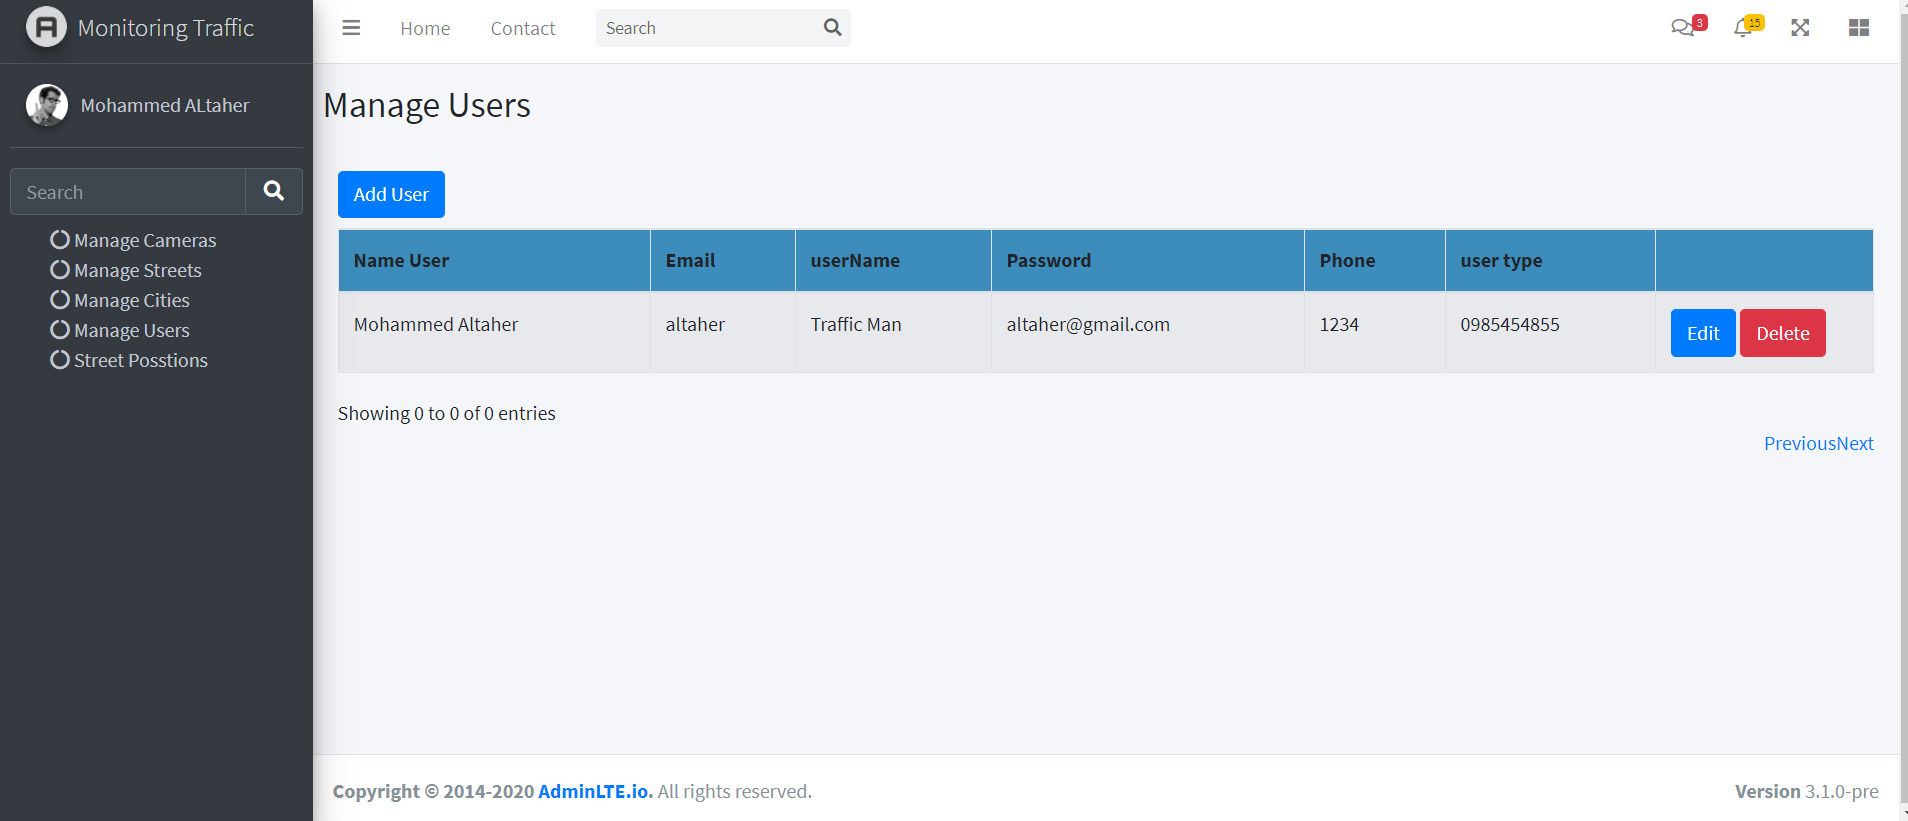 Monitoring Traffic
Home Contact Search 3 15
Mohammed ALtaher
Search
Manage Cameras
Manage Streets
Manage Cities
Manage Users
Street Posstions
Manage Users
Add User
Name User Email userName Password Phone user type
Mohammed Altaher altaher Traffic Man altaher@gmail.com 1234 0985454855 Edit Delete
Showing 0 to 0 of 0 entries
PreviousNext
Copyright © 2014-2020 AdminLTE.io. All rights reserved. Version 3.1.0-pre